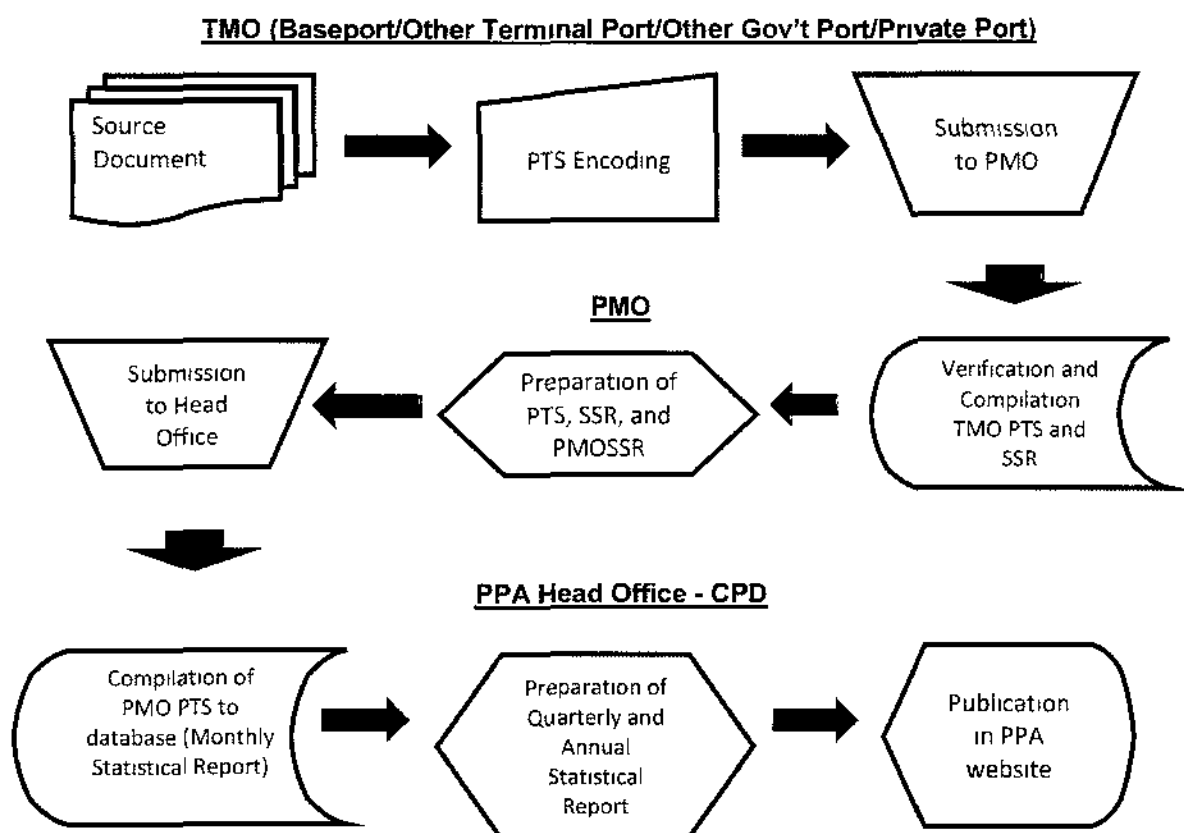 TMO (Baseport/Other Terminal Port/Other Gov't Port/Private Port)
Source
Document
PTS Encoding
Submission
to PMO
PMO
Submission
to Head
Office
Preparation of
PTS, SSR, and
PMOSSR
Verification and
Compilation
TMO PTS and
SSR
PPA Head Office - CPD
Compilation of
PMO PTS to
database (Monthly
Statistical Report)
Preparation of
Quarterly and
Annual
Statistical
Report
Publication
in PPA
website